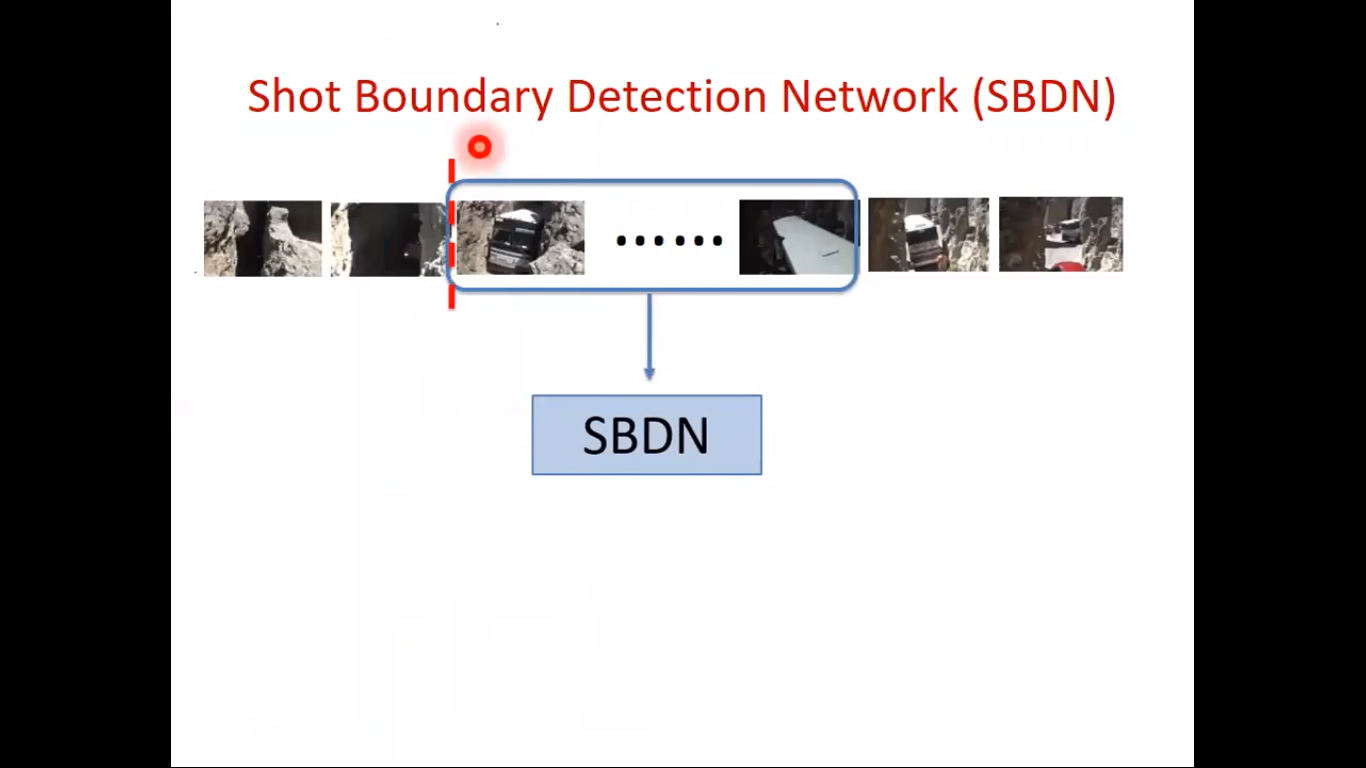 Shot Boundary Detection Network (SBDN)
......
SBDN